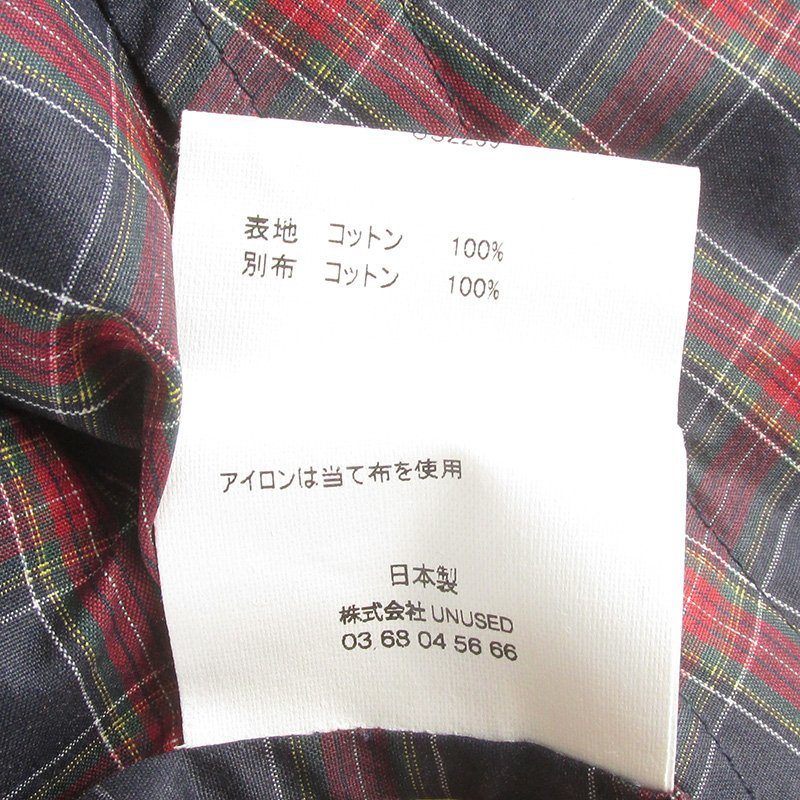 表地 コットン 100%
別布 コットン 100%
アイロンは当て布を使用
日本製
株式会社 UNUSED
03 68 04 56 66